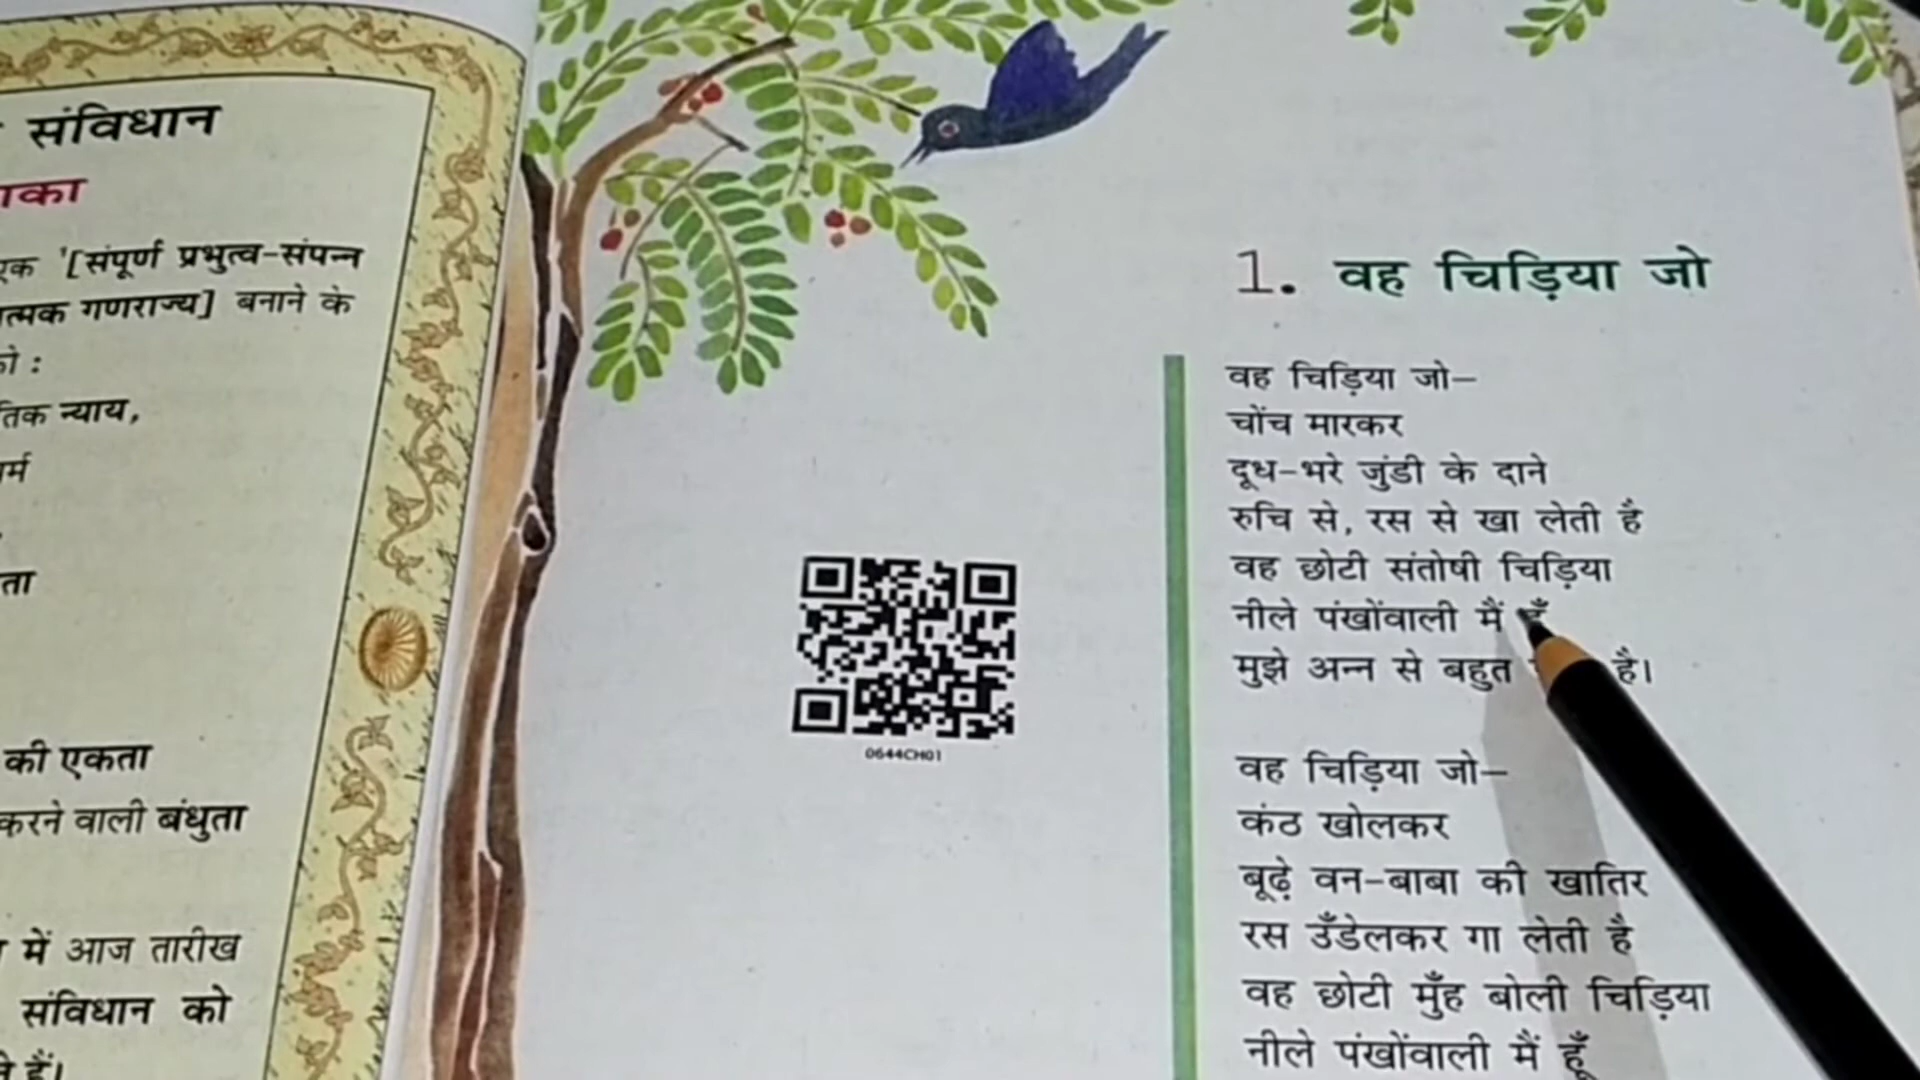 संविधान
एक '[संपूर्ण प्रभुत्व-संपन्न
गणराज्य] बनाने के
न्याय,
की एकता
करने वाली बंधुता
में आज तारीख
संविधान को
हैं।
1. वह चिड़िया जो
वह चिड़िया जो–
चोंच मारकर
दूध-भरे जुंडी के दाने
रुचि से, रस से खा लेती है
वह छोटी संतोषी चिड़िया
नीले पंखोंवाली मैं हूँ
मुझे अन्न से बहुत है।
वह चिड़िया जो–
कंठ खोलकर
बूढ़े वन-बाबा की खातिर
रस उँडेलकर गा लेती है
वह छोटी मुँह बोली चिड़िया
नीले पंखोंवाली मैं हूँ
0644CH01